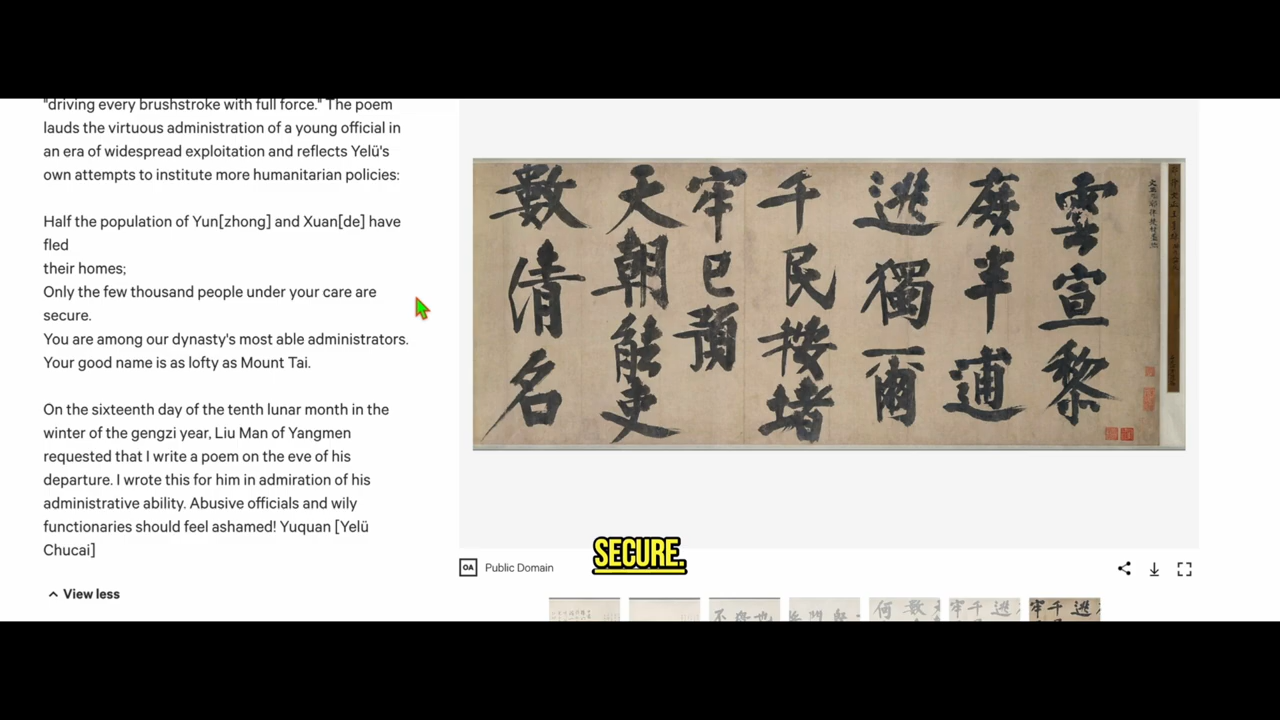 "driving every brushstroke with full force." The poem
lauds the virtuous administration of a young official in
an era of widespread exploitation and reflects Yelü's
own attempts to institute more humanitarian policies:
Half the population of Yun[zhong] and Xuan[de] have
fled
their homes;
Only the few thousand people under your care are
secure.
You are among our dynasty's most able administrators.
Your good name is as lofty as Mount Tai.
On the sixteenth day of the tenth lunar month in the
winter of the gengzi year, Liu Man of Yangmen
requested that I write a poem on the eve of his
departure. I wrote this for him in admiration of his
administrative ability. Abusive officials and wily
functionaries should feel ashamed! Yuquan [Yelü
Chucai]
View less
雲宣黎
庶半逋
逃獨爾
千民按堵
牢已預
天朝能吏
數清名
SECURE.
OA
Public Domain